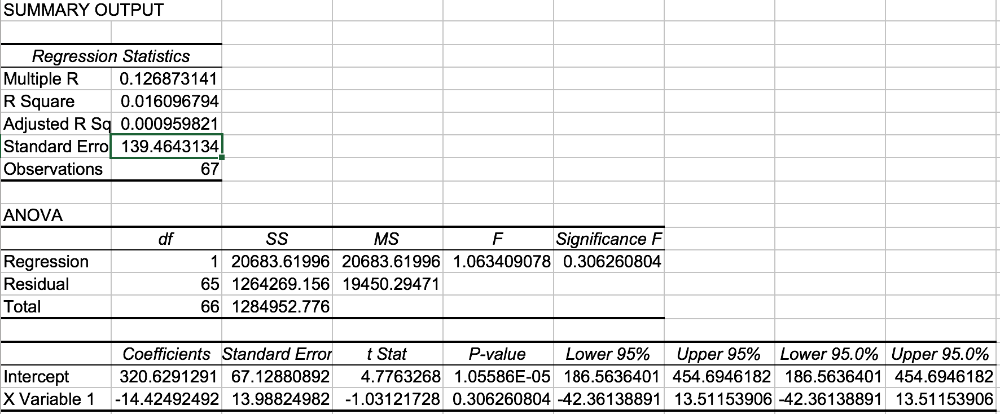 SUMMARY OUTPUT
Regression Statistics
Multiple R 0.126873141
R Square 0.016096794
Adjusted R Sq 0.000959821
Standard Erro 139.4643134
Observations 67
ANOVA
df SS MS F Significance F
Regression 1 20683.61996 20683.61996 1.063409078 0.306260804
Residual 65 1264269.156 19450.29471
Total 66 1284952.776
Coefficients Standard Error t Stat P-value Lower 95% Upper 95% Lower 95.0% Upper 95.0%
Intercept 320.6291291 67.12880892 4.7763268 1.05586E-05 186.5636401 454.6946182 186.5636401 454.6946182
X Variable 1 -14.42492492 13.98824982 -1.03121728 0.306260804 -42.36138891 13.51153906 -42.36138891 13.51153906